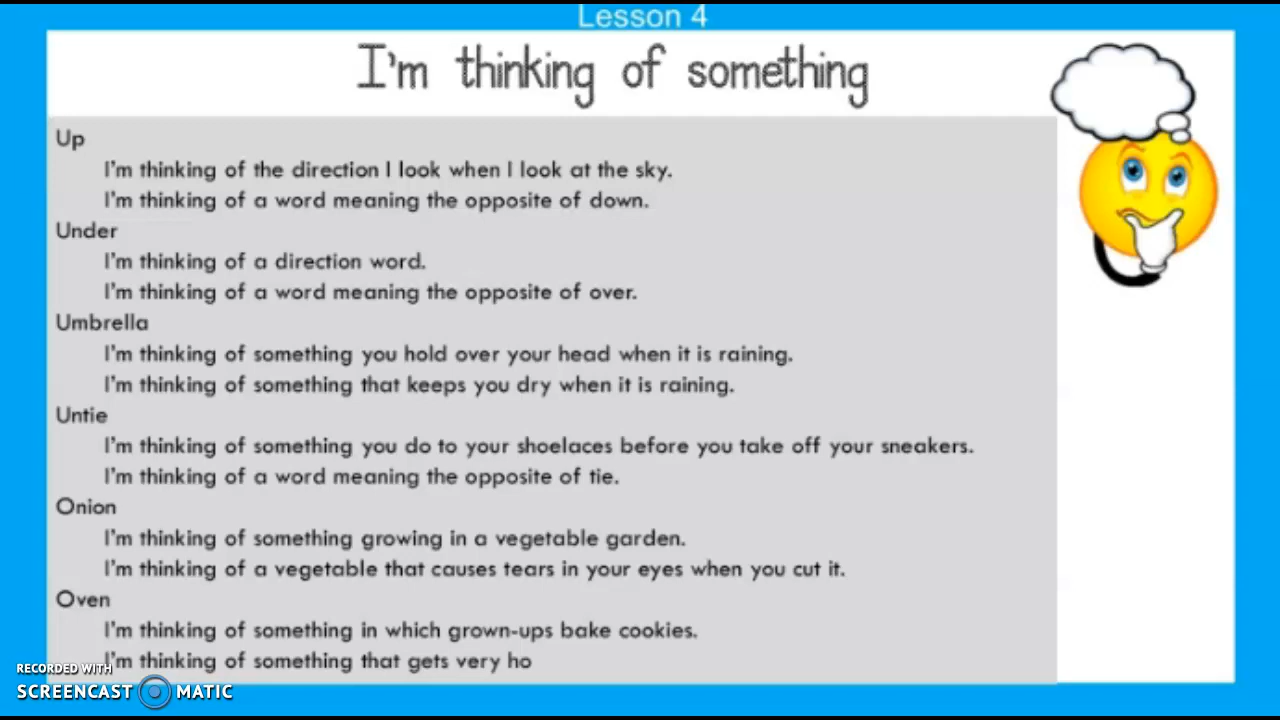 Lesson 4
I'm thinking of something
Up
I'm thinking of the direction I look when I look at the sky.
I'm thinking of a word meaning the opposite of down.
Under
I'm thinking of a direction word.
I'm thinking of a word meaning the opposite of over.
Umbrella
I'm thinking of something you hold over your head when it is raining.
I'm thinking of something that keeps you dry when it is raining.
Untie
I'm thinking of something you do to your shoelaces before you take off your sneakers.
I'm thinking of a word meaning the opposite of tie.
Onion
I'm thinking of something growing in a vegetable garden.
I'm thinking of a vegetable that causes tears in your eyes when you cut it.
Oven
I'm thinking of something in which grown-ups bake cookies.
I'm thinking of something that gets very ho
RECORDED WITH
SCREENCAST MATIC